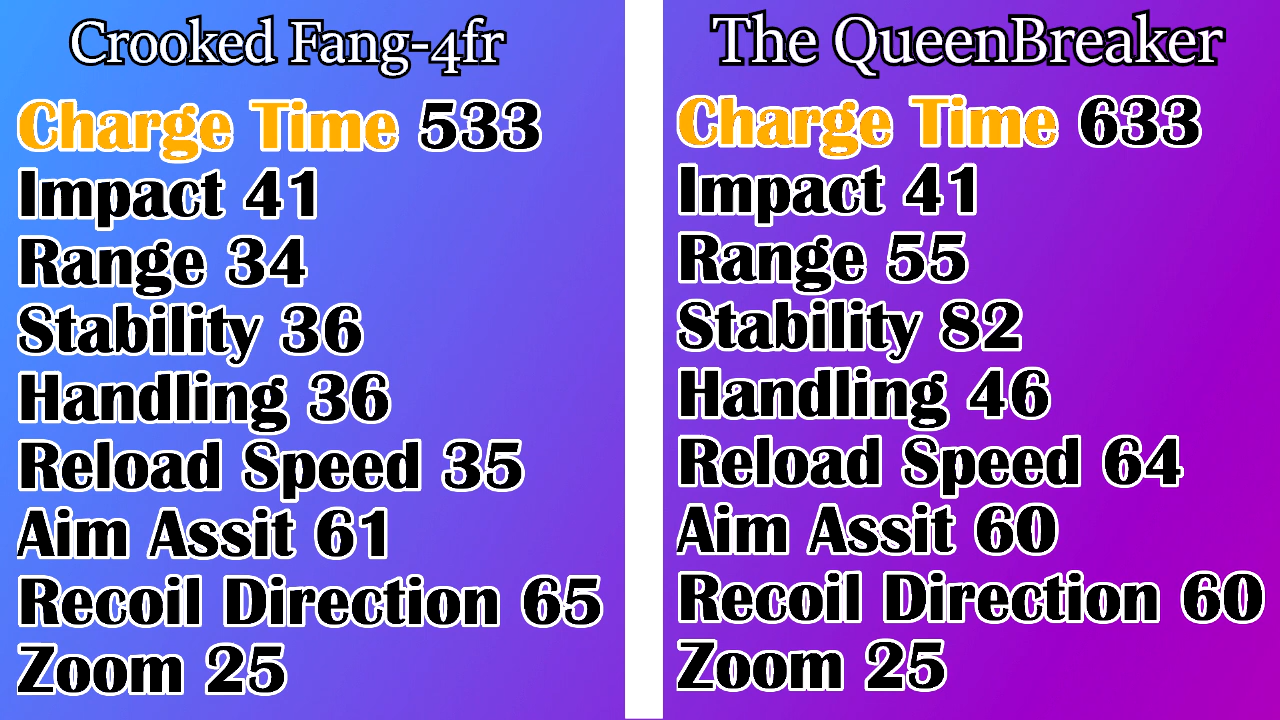 Crooked Fang-4fr
Charge Time 533
Impact 41
Range 34
Stability 36
Handling 36
Reload Speed 35
Aim Assit 61
Recoil Direction 65
Zoom 25
The QueenBreaker
Charge Time 633
Impact 41
Range 55
Stability 82
Handling 46
Reload Speed 64
Aim Assit 60
Recoil Direction 60
Zoom 25